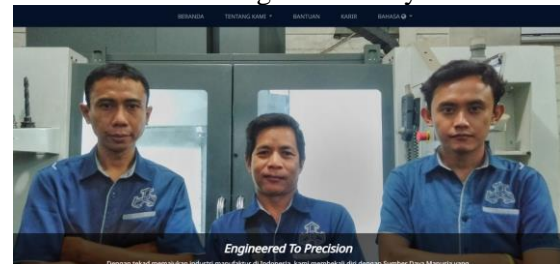 BERANDA TENTANG KAMI BANTUAN KARIR BAHASA
Engineered To Precision
Dengan tekad memajukan industri manufaktur di Indonesia, kami membekali diri dengan Sumber Daya Manusia yang